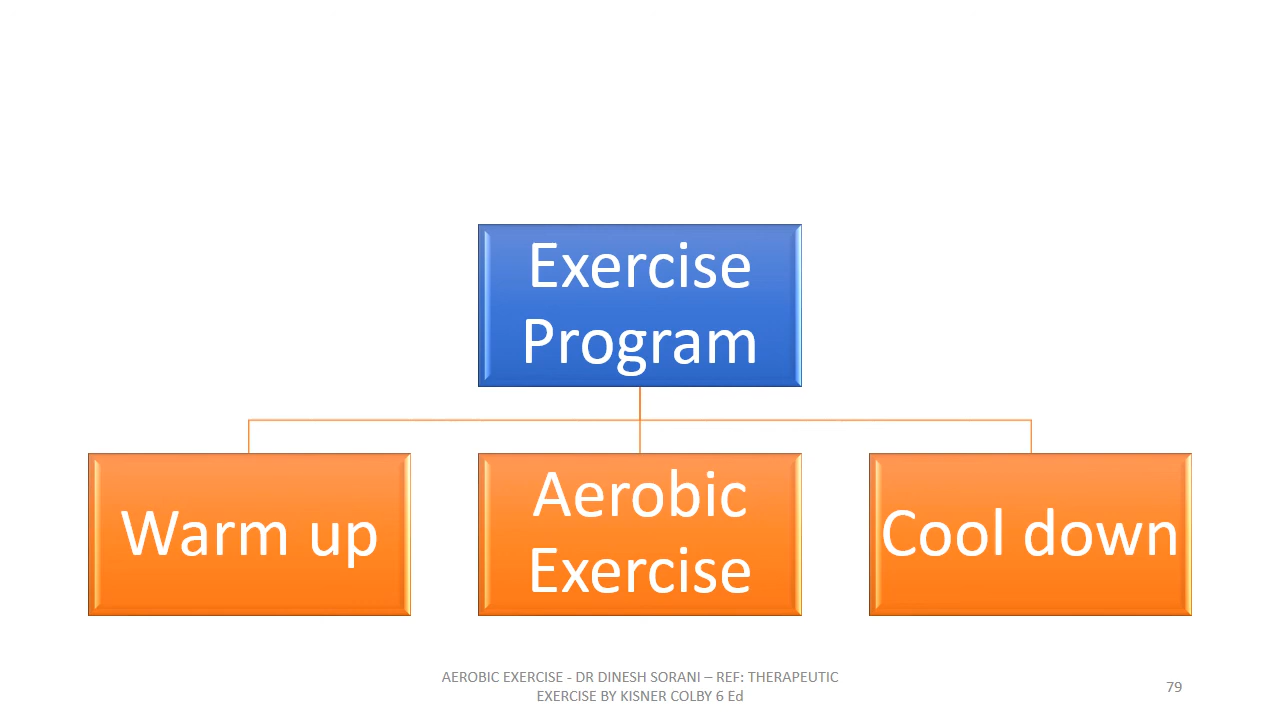 Exercise
Program
Warm up
Aerobic
Exercise
Cool down
AEROBIC EXERCISE - DR DINESH SORANI – REF: THERAPEUTIC
EXERCISE BY KISNER COLBY 6 Ed
79